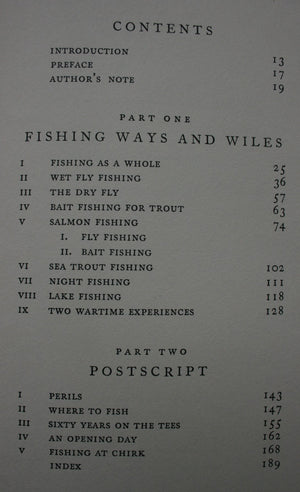 CONTENTS
INTRODUCTION
PREFACE 13
AUTHOR'S NOTE 17
19
PART ONE
FISHING WAYS AND WILES
I FISHING AS A WHOLE 25
II WET FLY FISHING 36
III THE DRY FLY 57
IV BAIT FISHING FOR TROUT 63
V SALMON FISHING 74
I. FLY FISHING
II. BAIT FISHING
VI SEA TROUT FISHING 102
VII NIGHT FISHING 111
VIII LAKE FISHING 118
IX TWO WARTIME EXPERIENCES 128
PART TWO
POSTSCRIPT
I PERILS 143
II WHERE TO FISH 147
III SIXTY YEARS ON THE TEES 155
IV AN OPENING DAY 162
V FISHING AT CHIRK 168
INDEX 189